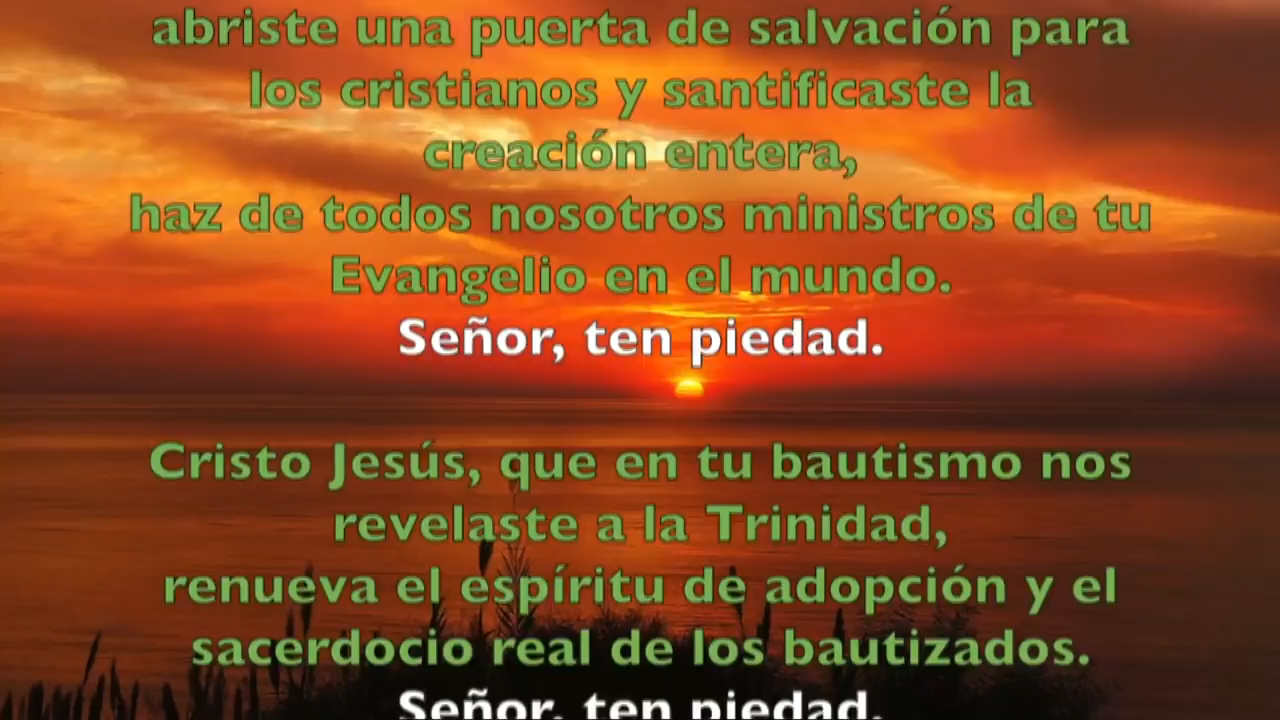 abriste una puerta de salvación para
los cristianos y santificaste la
creación entera,
haz de todos nosotros ministros de tu
Evangelio en el mundo.
Señor, ten piedad.
Cristo Jesús, que en tu bautismo nos
revelaste a la Trinidad,
renueva el espíritu de adopción y el
sacerdocio real de los bautizados.
Señor, ten piedad.